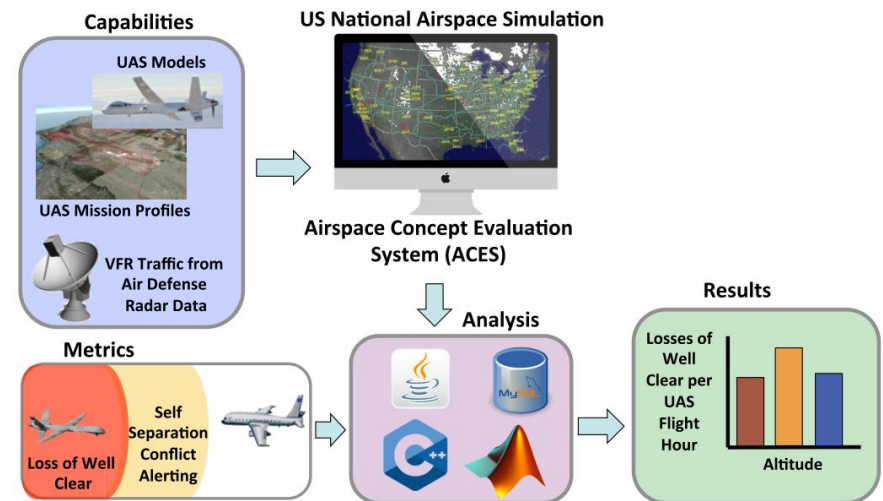 Capabilities
UAS Models
UAS Mission Profiles
VFR Traffic from
Air Defense
Radar Data
US National Airspace Simulation
Airspace Concept Evaluation
System (ACES)
Metrics
Loss of Well
Clear
Self
Separation
Conflict
Alerting
Analysis
MySQL
C++
Results
Losses of
Well
Clear per
UAS
Flight
Hour
Altitude